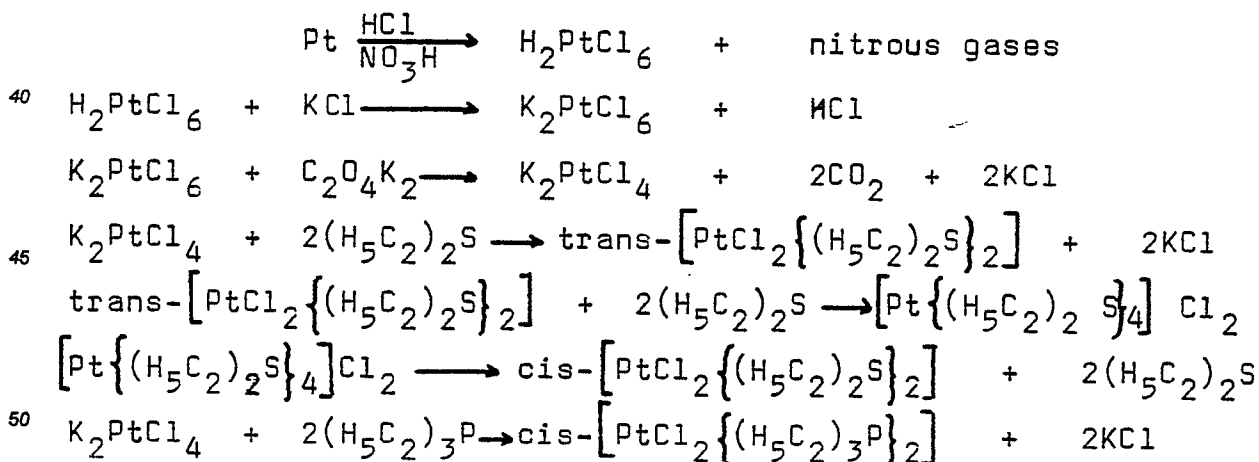 Pt HCl / NO₃H ⟶ H₂PtCl₆ + nitrous gases
40 H₂PtCl₆ + KCl ⟶ K₂PtCl₆ + HCl
K₂PtCl₆ + C₂O₄K₂ ⟶ K₂PtCl₄ + 2CO₂ + 2KCl
K₂PtCl₄ + 2(H₅C₂)₂S ⟶ trans-[PtCl₂{(H₅C₂)₂S}₂] + 2KCl
45
trans-[PtCl₂{(H₅C₂)₂S}₂] + 2(H₅C₂)₂S ⟶ [Pt{(H₅C₂)₂ S}₄] Cl₂
[Pt{(H₅C₂)₂S}₄]Cl₂ ⟶ cis-[PtCl₂{(H₅C₂)₂S}₂] + 2(H₅C₂)₂S
50 K₂PtCl₄ + 2(H₅C₂)₃P ⟶ cis-[PtCl₂{(H₅C₂)₃P}₂] + 2KCl